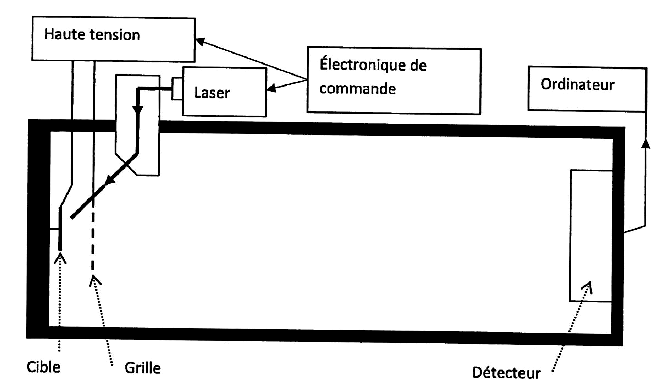 Haute tension
Électronique de
commande
Laser
Ordinateur
Cible
Grille
Détecteur